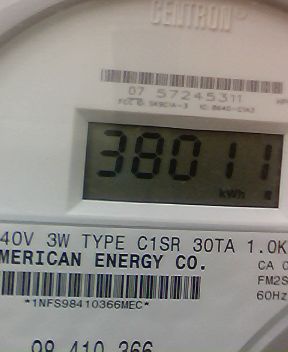 CENTRON®
07 57245311
38011
kWh
40V 3W TYPE C1SR 30TA 1.0K
MERICAN ENERGY CO.
CA 0
FM2S
60Hz
*1NFS98410366MEC*
98 410 366